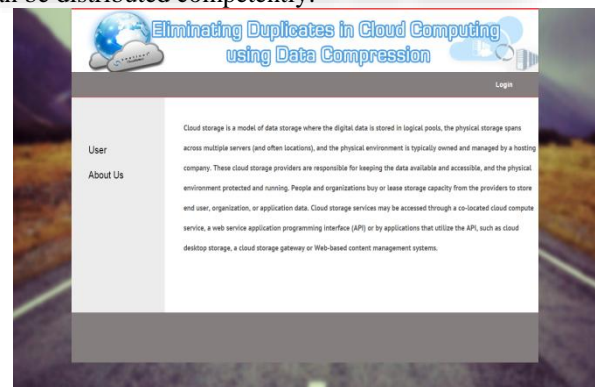 an be distributed competently.
Eliminating Duplicates in Cloud Computing
using Data Compression
Login
User
About Us
Cloud storage is a model of data storage where the digital data is stored in logical pools, the physical storage spans
across multiple servers (and often locations), and the physical environment is typically owned and managed by a hosting
company. These cloud storage providers are responsible for keeping the data available and accessible, and the physical
environment protected and running. People and organizations buy or lease storage capacity from the providers to store
end user, organization, or application data. Cloud storage services may be accessed through a co-located cloud compute
service, a web service application programming interface (API) or by applications that utilize the API, such as cloud
desktop storage, a cloud storage gateway or Web-based content management systems.